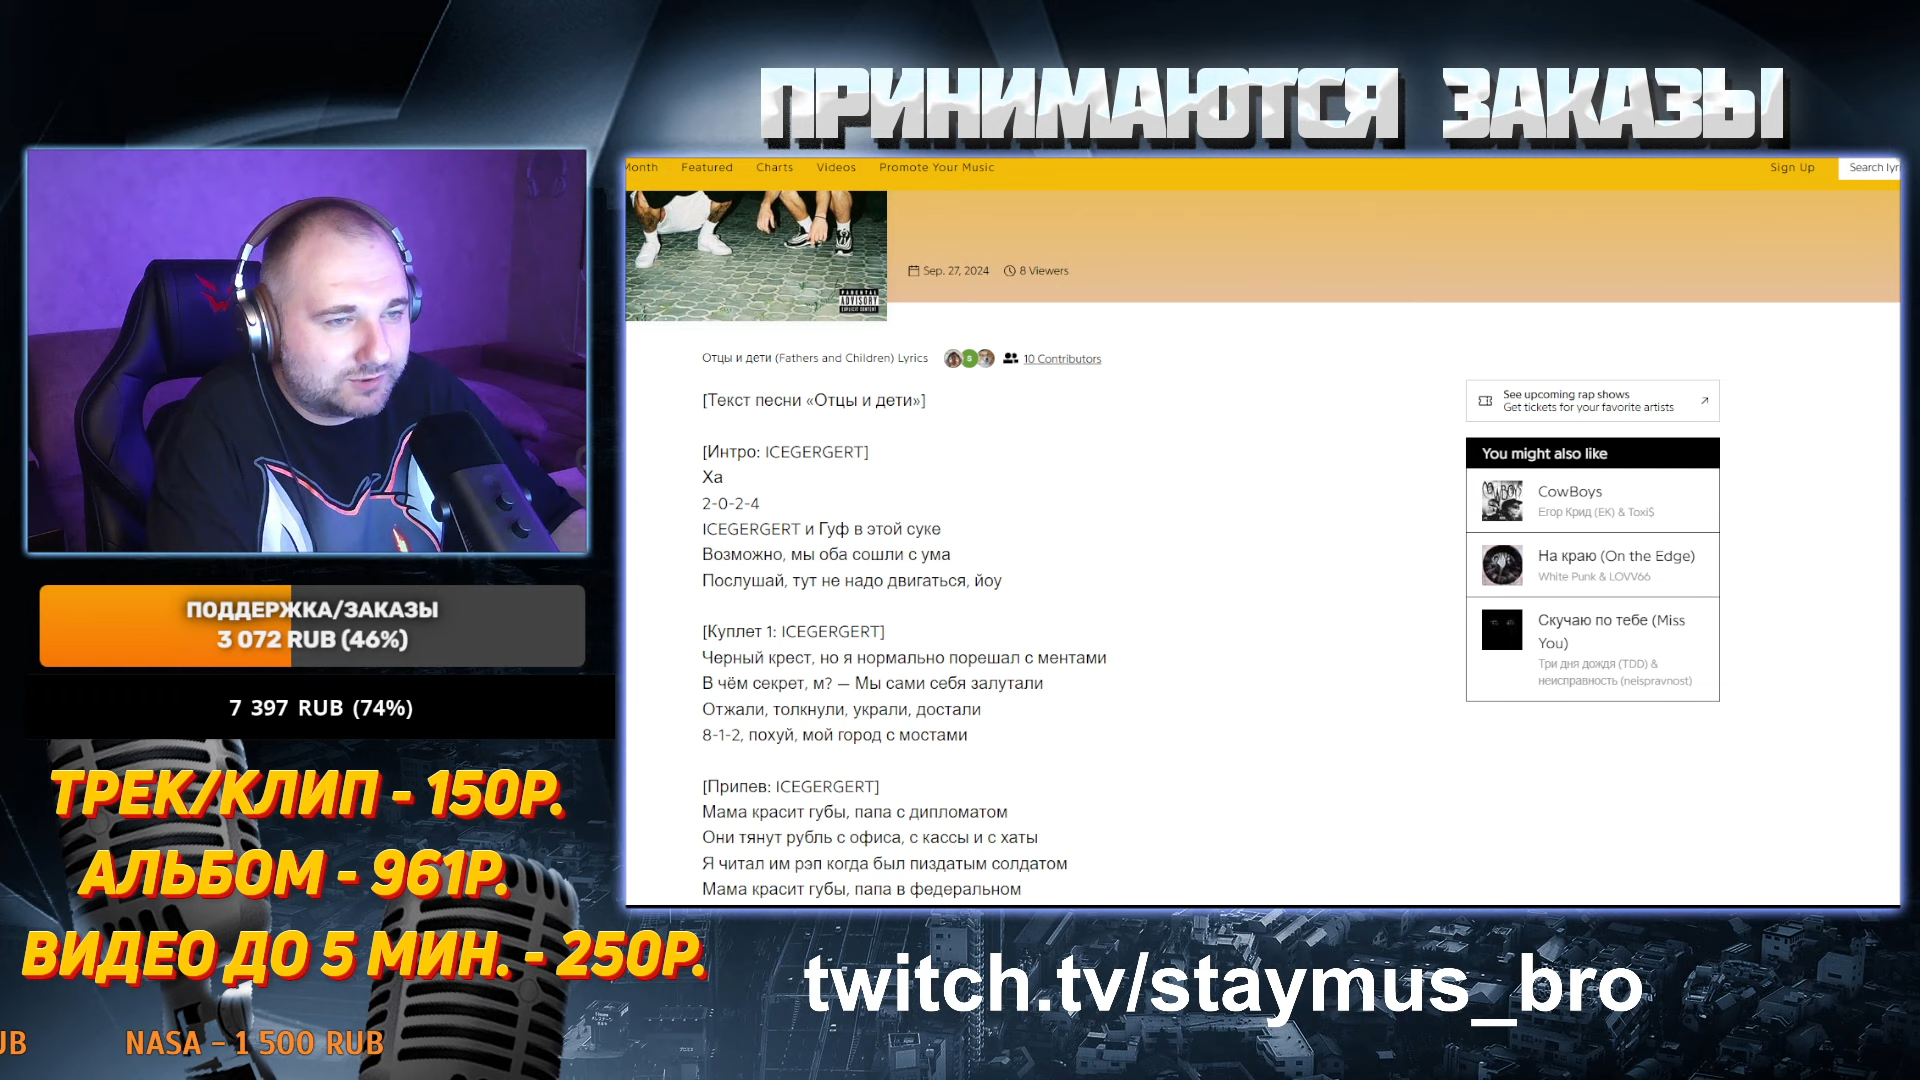 ПРИНИМАЮТСЯ ЗАКАЗЫ
Month Featured Charts Videos Promote Your Music Sign Up Search
PARENTAL
ADVISORY
EXPLICIT CONTENT
Sep. 27, 2024 8 Viewers
Отцы и дети (Fathers and Children) Lyrics
S
10 Contributors
[Текст песни «Отцы и дети»]
[Интро: ICEGERGERT]
Ха
2-0-2-4
ICEGERGERT и Гуф в этой суке
Возможно, мы оба сошли с ума
Послушай, тут не надо двигаться, йоу
[Куплет 1: ICEGERGERT]
Черный крест, но я нормально порешал с ментами
В чём секрет, м? — Мы сами себя залутали
Отжали, толкнули, украли, достали
8-1-2, похуй, мой город с мостами
[Припев: ICEGERGERT]
Мама красит губы, папа с дипломатом
Они тянут рубль с офиса, с кассы и с хаты
Я читал им рэп когда был пиздатым солдатом
Мама красит губы, папа в федеральном
See upcoming rap shows
Get tickets for your favorite artists
You might also like
CowBoys
Егор Крид (EK) & Toxi$
На краю (On the Edge)
White Punk & LOVV66
Скучаю по тебе (Miss
You)
Три дня дождя (TDD) &
неисправность (neispravnost)
ПОДДЕРЖКА/ЗАКАЗЫ
3 072 RUB (46%)
7 397 RUB (74%)
ТРЕК/КЛИП - 150Р.
АЛЬБОМ - 961Р.
ВИДЕО ДО 5 МИН. - 250Р.
NASA - 1 500 RUB
twitch.tv/staymus_bro